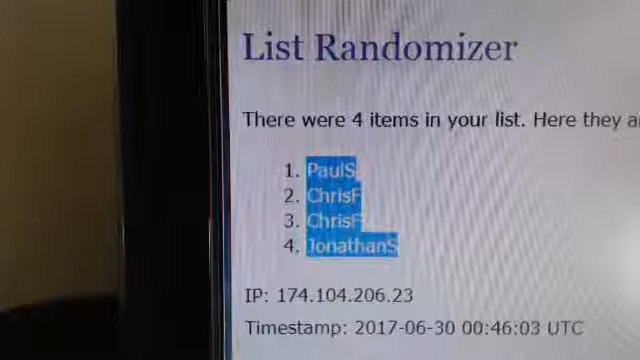 List Randomizer
There were 4 items in your list. Here they
1. PaulS
2. ChrisF
3. ChrisF
4. JonathanS
IP: 174.104.206.23
Timestamp: 2017-06-30 00:46:03 UTC